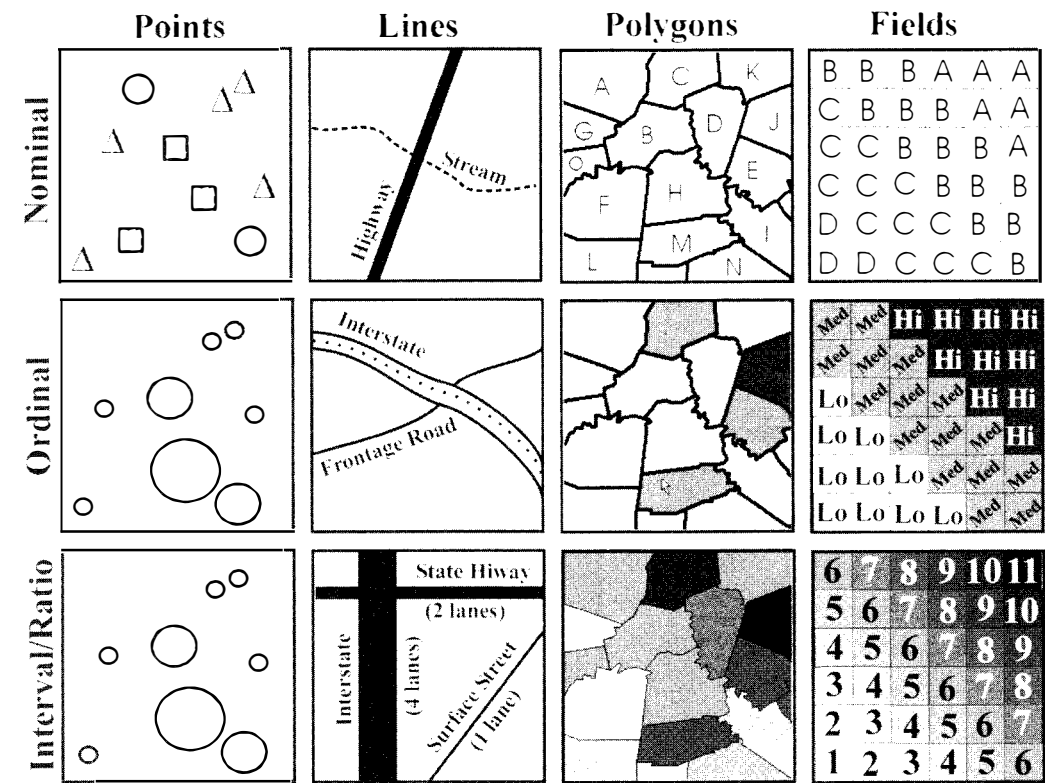 Points Lines Polygons Fields
Nominal
Highway
Stream
A C K
G B D J
O E
F H
M I
L N
B B B A A A
C B B B A A
C C B B B A
C C C B B B
D C C C B B
D D C C C B
Ordinal
Interstate
Frontage Road
Med Med Hi Hi Hi Hi
Med Med Med Hi Hi Hi
Lo Med Med Med Hi Hi
Lo Lo Med Med Med Hi
Lo Lo Lo Med Med Med
Lo Lo Lo Lo Med Med
Interval/Ratio
State Hiway
(2 lanes)
Interstate
(4 lanes)
Surface Street
(1 lane)
6 7 8 9 10 11
5 6 7 8 9 10
4 5 6 7 8 9
3 4 5 6 7 8
2 3 4 5 6 7
1 2 3 4 5 6